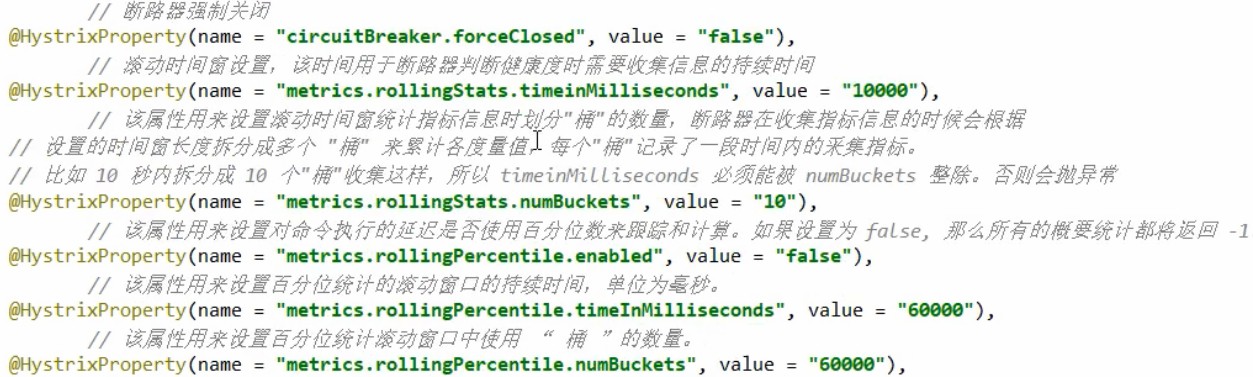 // 断路器强制关闭
@HystrixProperty(name = "circuitBreaker.forceClosed", value = "false"),
// 滚动时间窗设置，该时间用于断路器判断健康度时需要收集信息的持续时间
@HystrixProperty(name = "metrics.rollingStats.timeinMilliseconds", value = "10000"),
// 该属性用来设置滚动时间窗统计指标信息时划分"桶"的数量，断路器在收集指标信息的时候会根据
// 设置的时间窗长度拆分成多个 "桶" 来累计各度量值，每个"桶"记录了一段时间内的采集指标。
// 比如 10 秒内拆分成 10 个"桶"收集这样，所以 timeinMilliseconds 必须能被 numBuckets 整除。否则会抛异常
@HystrixProperty(name = "metrics.rollingStats.numBuckets", value = "10"),
// 该属性用来设置对命令执行的延迟是否使用百分位数来跟踪和计算。如果设置为 false, 那么所有的概要统计都将返回 -1
@HystrixProperty(name = "metrics.rollingPercentile.enabled", value = "false"),
// 该属性用来设置百分位统计的滚动窗口的持续时间，单位为毫秒。
@HystrixProperty(name = "metrics.rollingPercentile.timeInMilliseconds", value = "60000"),
// 该属性用来设置百分位统计滚动窗口中使用 “ 桶 ”的数量。
@HystrixProperty(name = "metrics.rollingPercentile.numBuckets", value = "60000"),